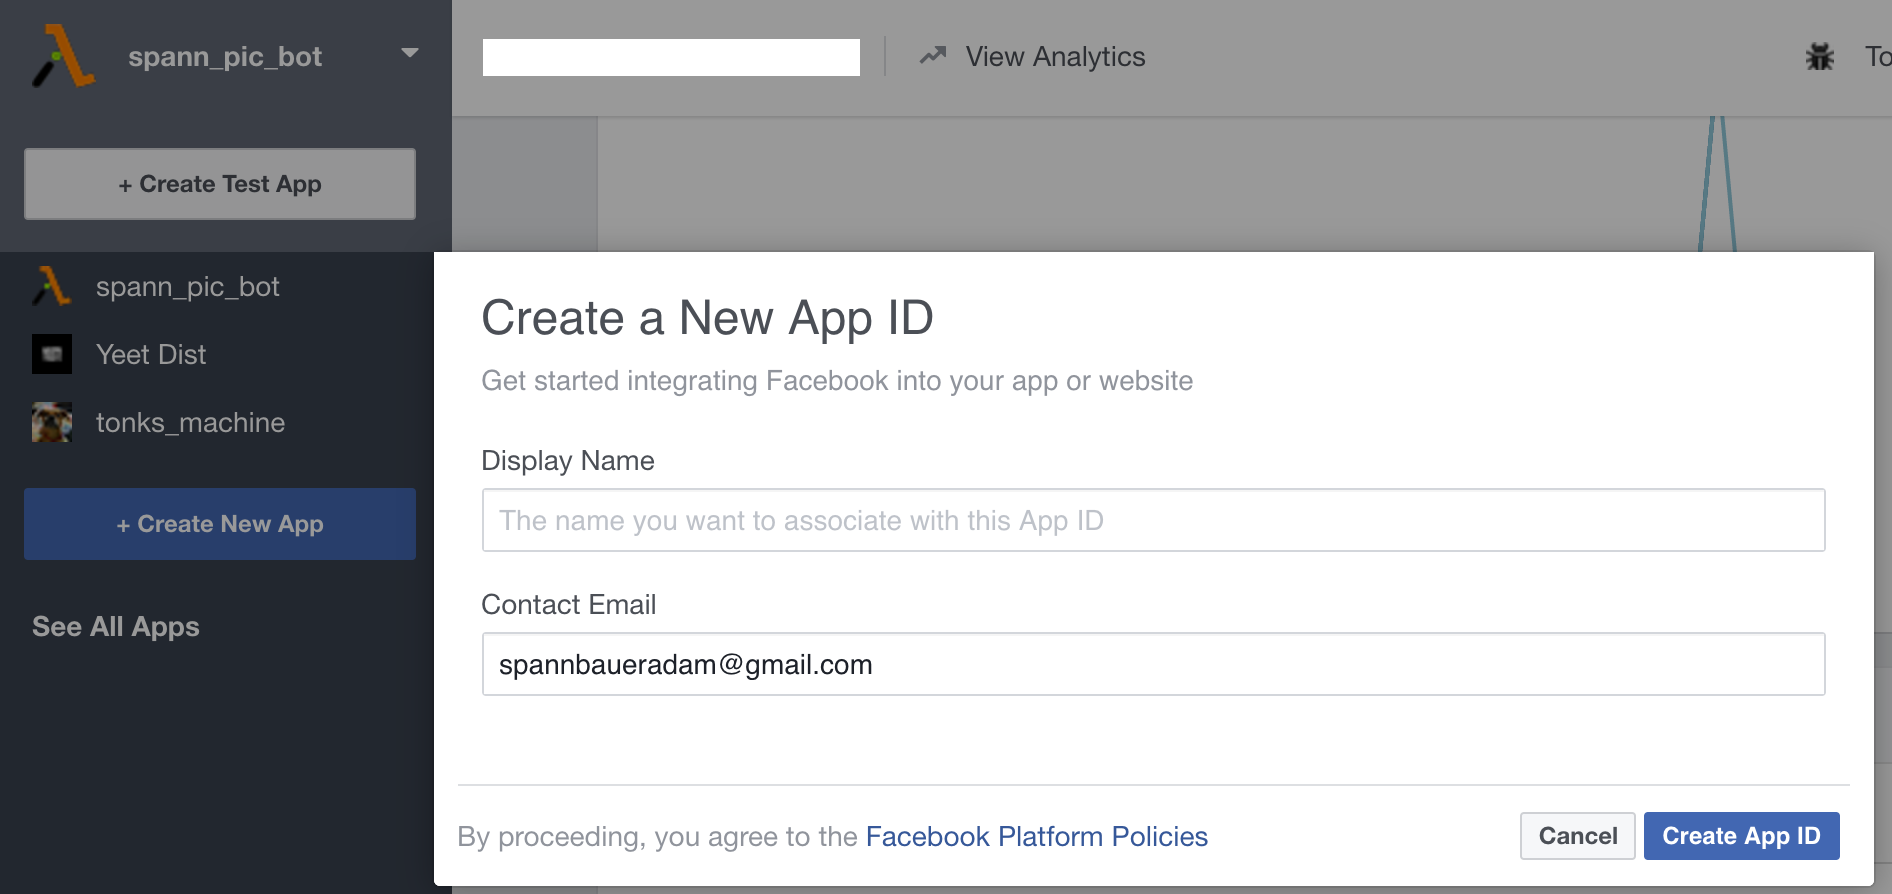 spann_pic_bot
View Analytics
To
+ Create Test App
spann_pic_bot
Yeet Dist
tonks_machine
+ Create New App
See All Apps
Create a New App ID
Get started integrating Facebook into your app or website
Display Name
The name you want to associate with this App ID
Contact Email
spannbaueradam@gmail.com
By proceeding, you agree to the Facebook Platform Policies
Cancel
Create App ID